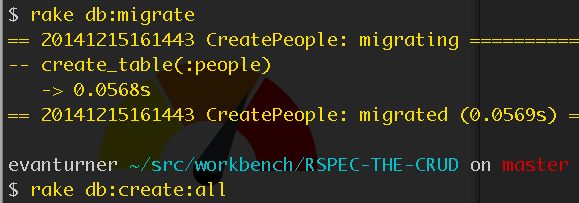 $ rake db:migrate
== 20141215161443 CreatePeople: migrating ==========
-- create_table(:people)
   -> 0.0568s
== 20141215161443 CreatePeople: migrated (0.0569s) =
evanturner ~/src/workbench/RSPEC-THE-CRUD on master
$ rake db:create:all